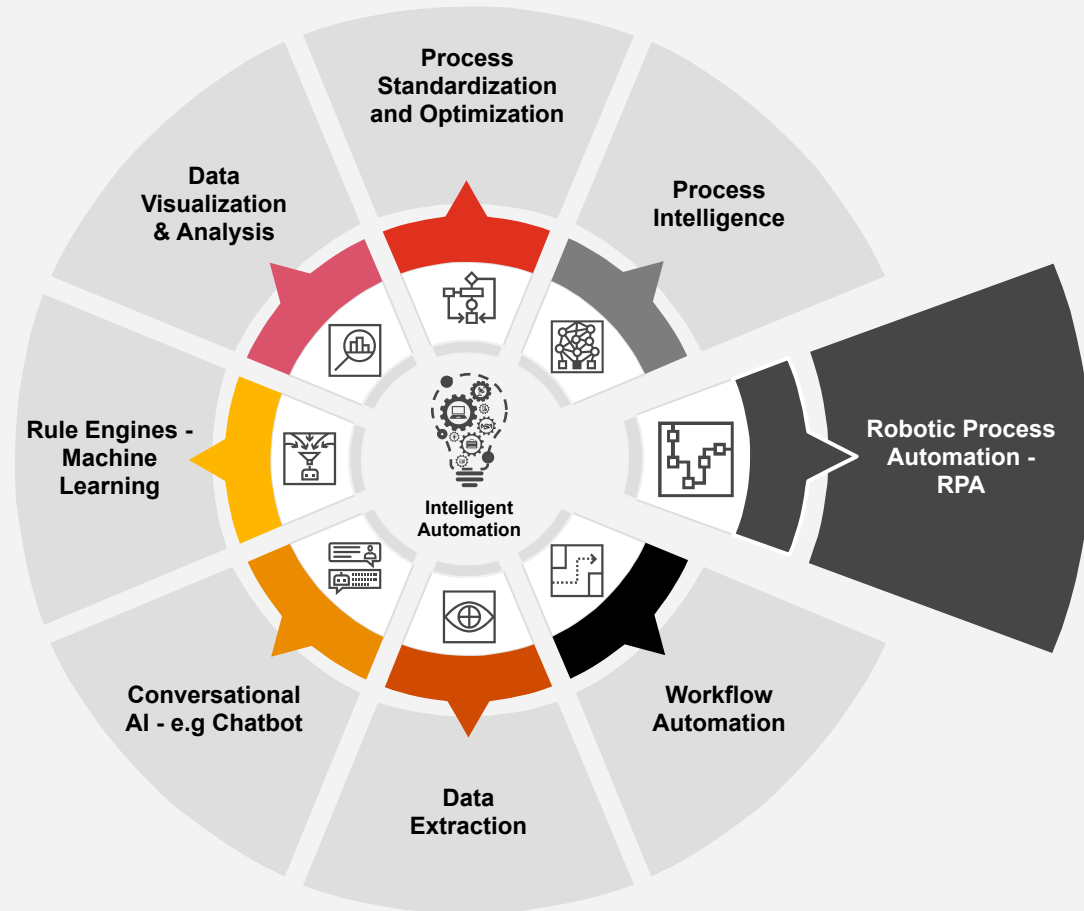 Process
Standardization
and Optimization
Process
Intelligence
Robotic Process
Automation -
RPA
Workflow
Automation
Data
Extraction
Conversational
AI - e.g Chatbot
Rule Engines -
Machine
Learning
Data
Visualization
& Analysis
Intelligent
Automation